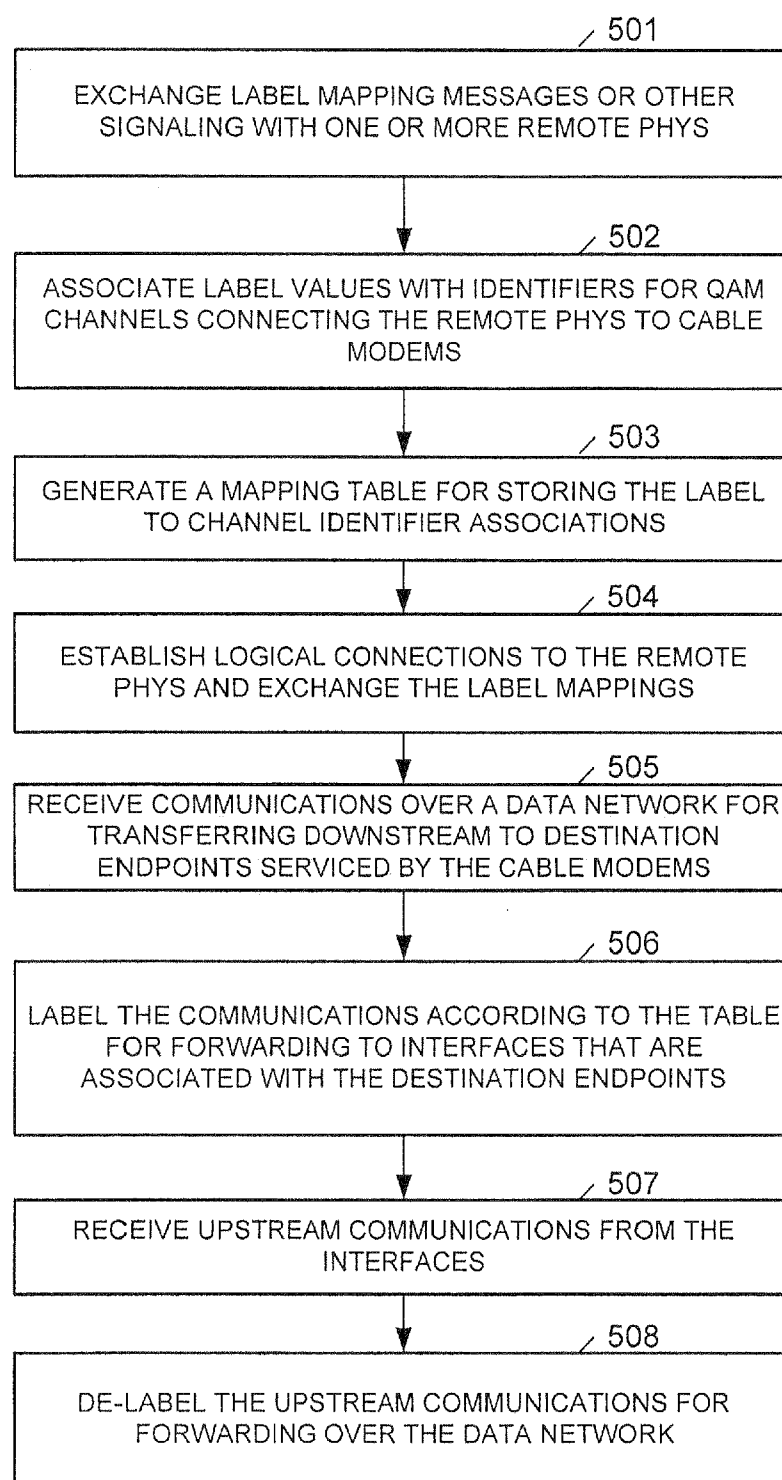 501
EXCHANGE LABEL MAPPING MESSAGES OR OTHER
SIGNALING WITH ONE OR MORE REMOTE PHYS
502
ASSOCIATE LABEL VALUES WITH IDENTIFIERS FOR QAM
CHANNELS CONNECTING THE REMOTE PHYS TO CABLE
MODEMS
503
GENERATE A MAPPING TABLE FOR STORING THE LABEL
TO CHANNEL IDENTIFIER ASSOCIATIONS
504
ESTABLISH LOGICAL CONNECTIONS TO THE REMOTE
PHYS AND EXCHANGE THE LABEL MAPPINGS
505
RECEIVE COMMUNICATIONS OVER A DATA NETWORK FOR
TRANSFERRING DOWNSTREAM TO DESTINATION
ENDPOINTS SERVICED BY THE CABLE MODEMS
506
LABEL THE COMMUNICATIONS ACCORDING TO THE TABLE
FOR FORWARDING TO INTERFACES THAT ARE
ASSOCIATED WITH THE DESTINATION ENDPOINTS
507
RECEIVE UPSTREAM COMMUNICATIONS FROM THE
INTERFACES
508
DE-LABEL THE UPSTREAM COMMUNICATIONS FOR
FORWARDING OVER THE DATA NETWORK